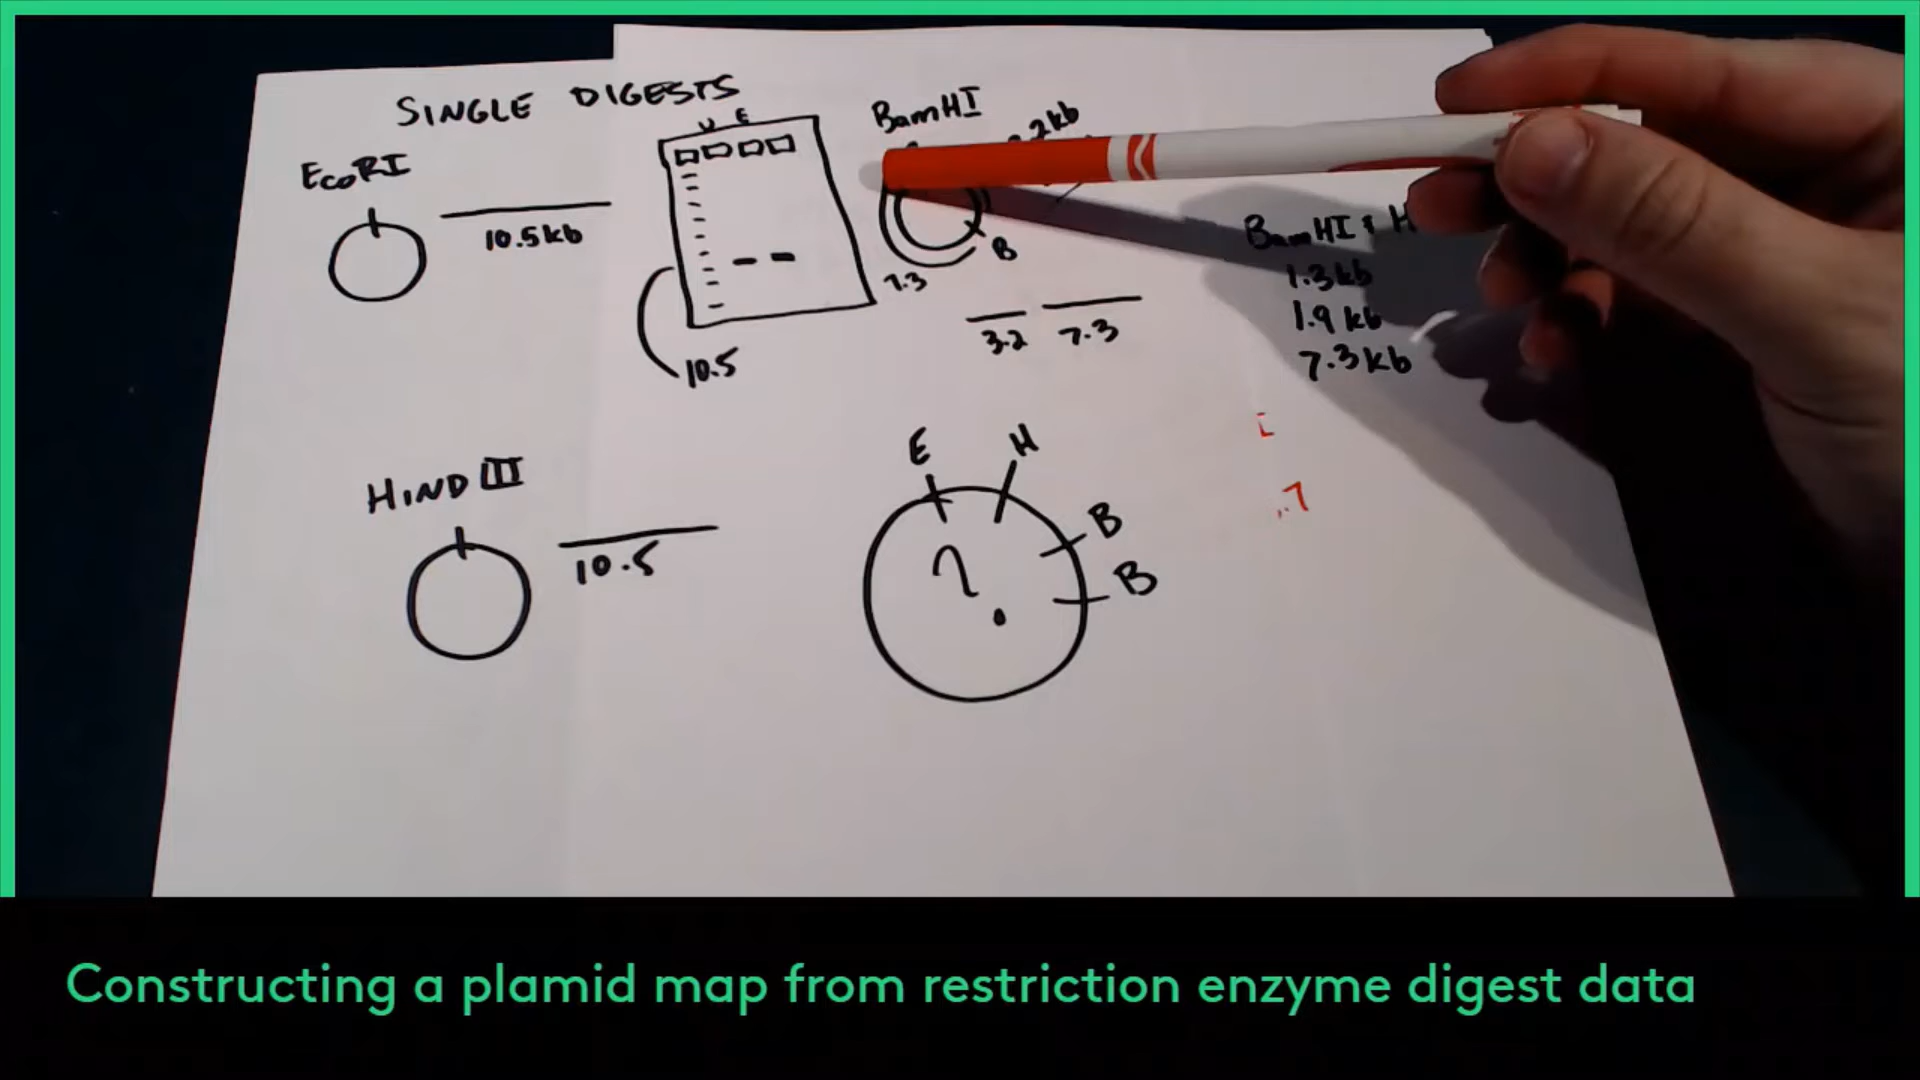 SINGLE DIGESTS
EcoRI
10.5kb
E
10.5
BamHI
B
7.3
3.2 7.3
BamHI & H
1.3kb
1.9 kb
7.3kb
HIND III
10.5
E
H
B
B
?
.7
Constructing a plamid map from restriction enzyme digest data